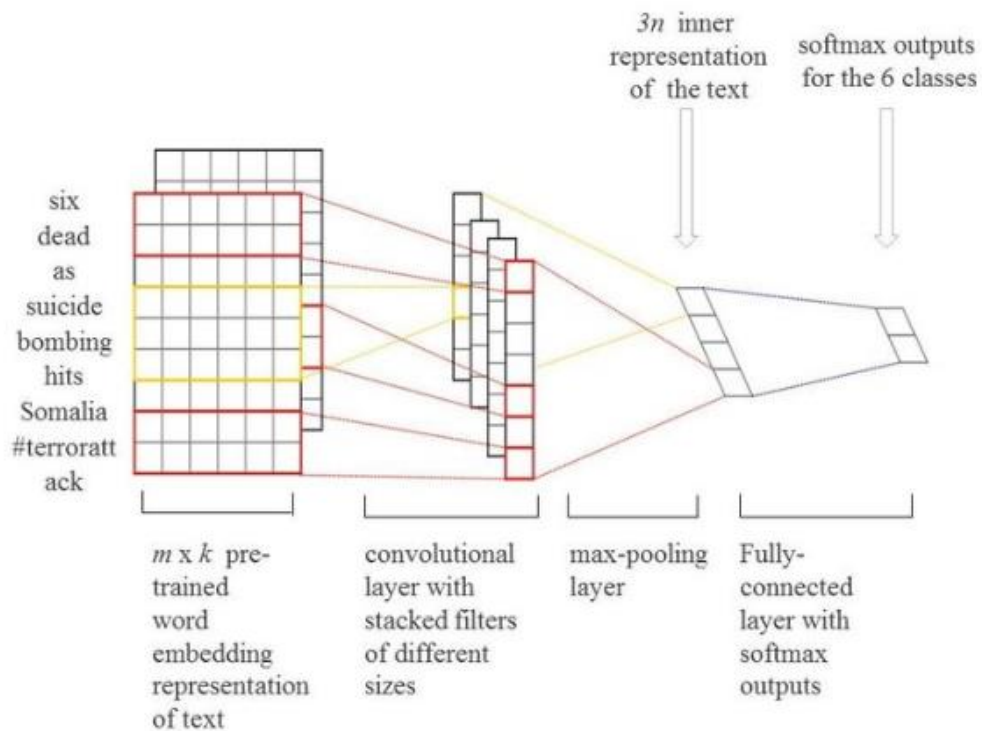 3n inner
representation
of the text
softmax outputs
for the 6 classes
six
dead
as
suicide
bombing
hits
Somalia
#terroratt
ack
m x k pre-
trained
word
embedding
representation
of text
convolutional
layer with
stacked filters
of different
sizes
max-pooling
layer
Fully-
connected
layer with
softmax
outputs